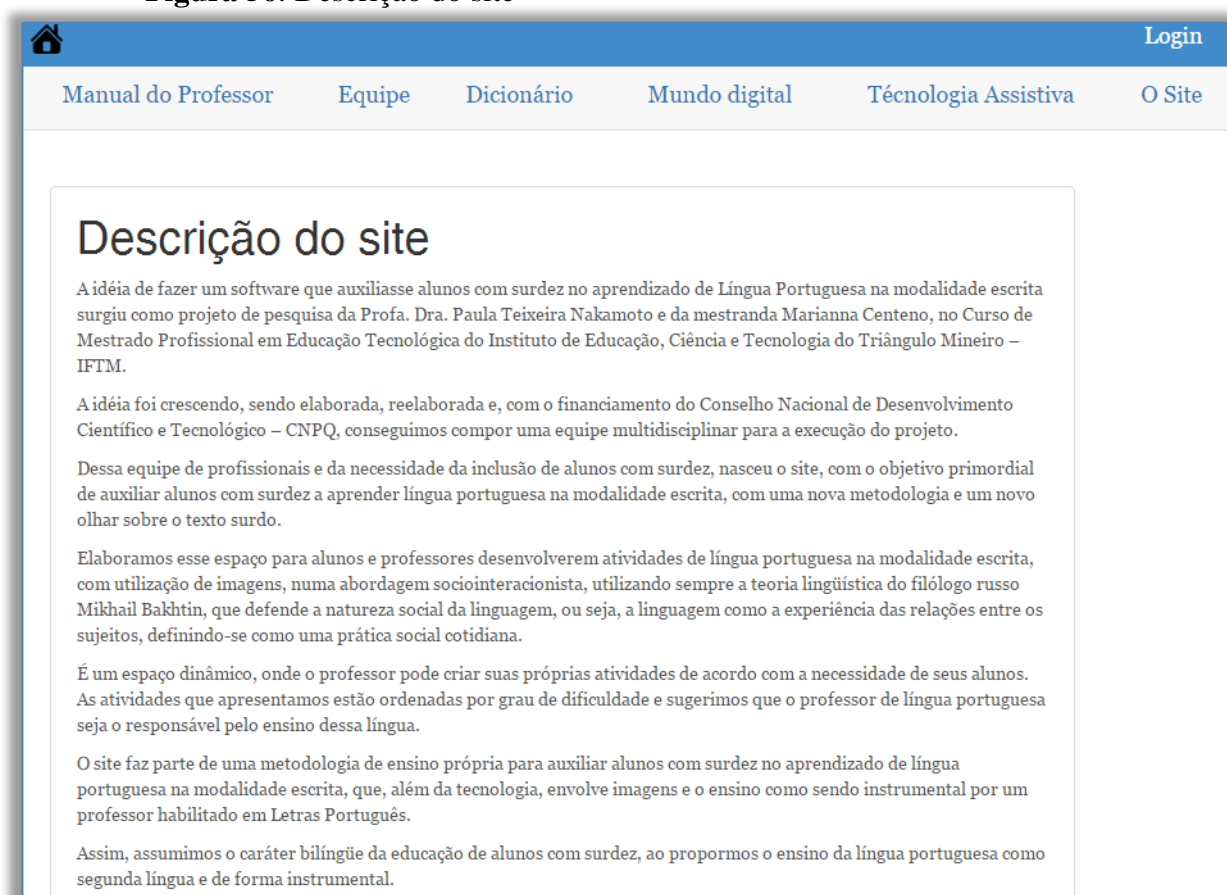 Login
Manual do Professor Equipe Dicionário Mundo digital Técnologia Assistiva O Site
Descrição do site
A idéia de fazer um software que auxiliasse alunos com surdez no aprendizado de Língua Portuguesa na modalidade escrita
surgiu como projeto de pesquisa da Profa. Dra. Paula Teixeira Nakamoto e da mestranda Marianna Centeno, no Curso de
Mestrado Profissional em Educação Tecnológica do Instituto de Educação, Ciência e Tecnologia do Triângulo Mineiro –
IFTM.
A idéia foi crescendo, sendo elaborada, reelaborada e, com o financiamento do Conselho Nacional de Desenvolvimento
Científico e Tecnológico – CNPQ, conseguimos compor uma equipe multidisciplinar para a execução do projeto.
Dessa equipe de profissionais e da necessidade da inclusão de alunos com surdez, nasceu o site, com o objetivo primordial
de auxiliar alunos com surdez a aprender língua portuguesa na modalidade escrita, com uma nova metodologia e um novo
olhar sobre o texto surdo.
Elaboramos esse espaço para alunos e professores desenvolverem atividades de língua portuguesa na modalidade escrita,
com utilização de imagens, numa abordagem sociointeracionista, utilizando sempre a teoria lingüística do filólogo russo
Mikhail Bakhtin, que defende a natureza social da linguagem, ou seja, a linguagem como a experiência das relações entre os
sujeitos, definindo-se como uma prática social cotidiana.
É um espaço dinâmico, onde o professor pode criar suas próprias atividades de acordo com a necessidade de seus alunos.
As atividades que apresentamos estão ordenadas por grau de dificuldade e sugerimos que o professor de língua portuguesa
seja o responsável pelo ensino dessa língua.
O site faz parte de uma metodologia de ensino própria para auxiliar alunos com surdez no aprendizado de língua
portuguesa na modalidade escrita, que, além da tecnologia, envolve imagens e o ensino como sendo instrumental por um
professor habilitado em Letras Português.
Assim, assumimos o caráter bilíngüe da educação de alunos com surdez, ao propormos o ensino da língua portuguesa como
segunda língua e de forma instrumental.